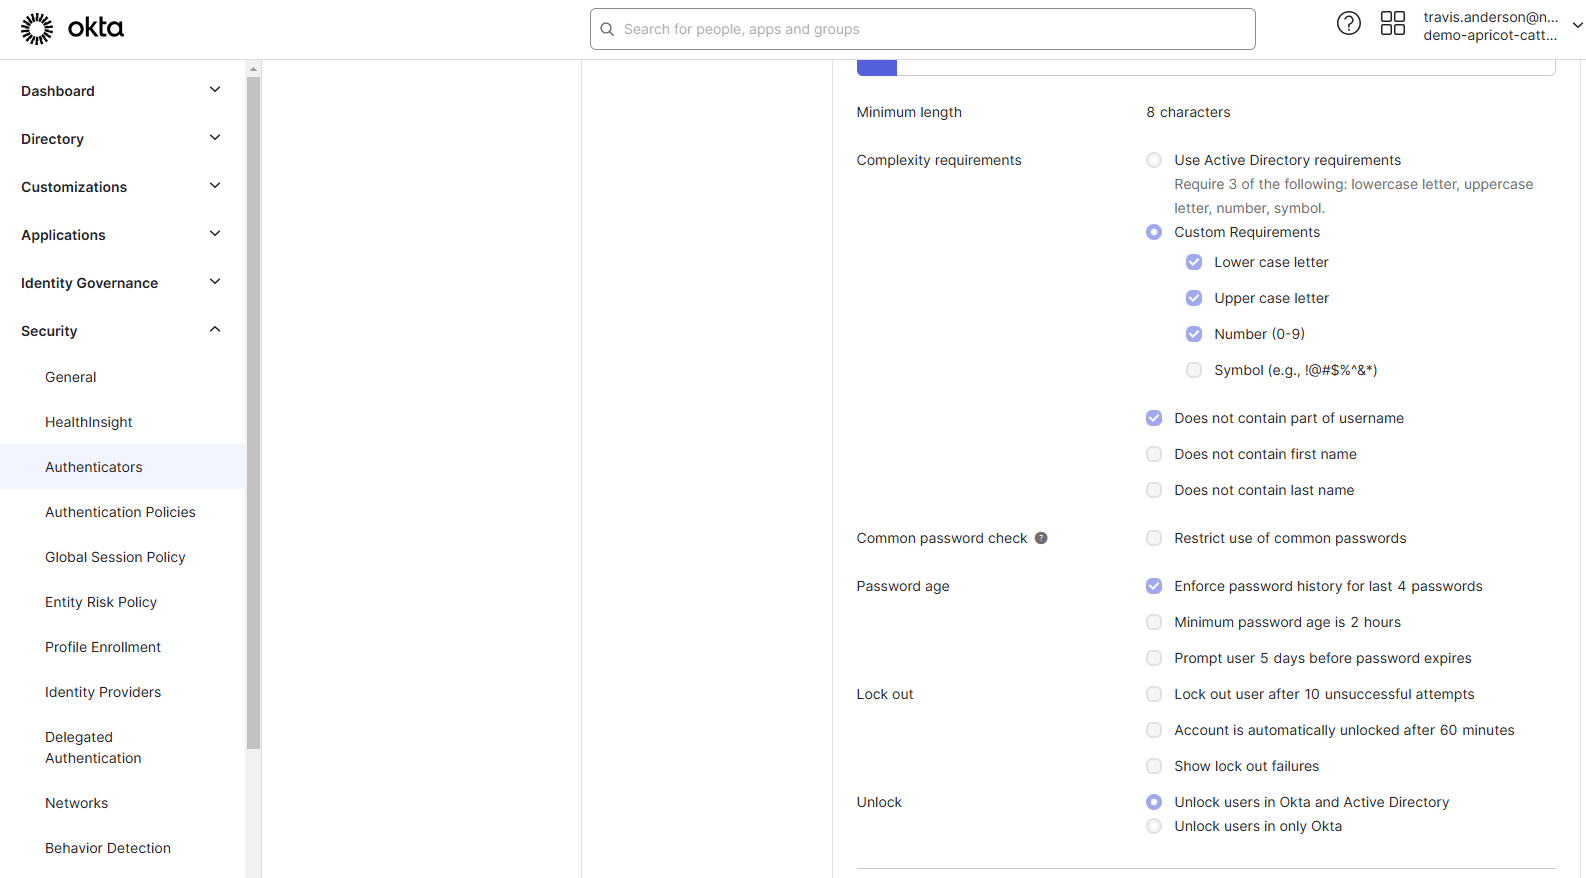 okta
Search for people, apps and groups
travis.anderson@n...
demo-apricot-catt...
Dashboard
Directory
Customizations
Applications
Identity Governance
Security
General
HealthInsight
Authenticators
Authentication Policies
Global Session Policy
Entity Risk Policy
Profile Enrollment
Identity Providers
Delegated
Authentication
Networks
Behavior Detection
Minimum length
8 characters
Complexity requirements
Use Active Directory requirements
Require 3 of the following: lowercase letter, uppercase
letter, number, symbol.
Custom Requirements
Lower case letter
Upper case letter
Number (0-9)
Symbol (e.g., !@#$%^&*)
Does not contain part of username
Does not contain first name
Does not contain last name
Common password check ?
Restrict use of common passwords
Password age
Enforce password history for last 4 passwords
Minimum password age is 2 hours
Prompt user 5 days before password expires
Lock out
Lock out user after 10 unsuccessful attempts
Account is automatically unlocked after 60 minutes
Show lock out failures
Unlock
Unlock users in Okta and Active Directory
Unlock users in only Okta